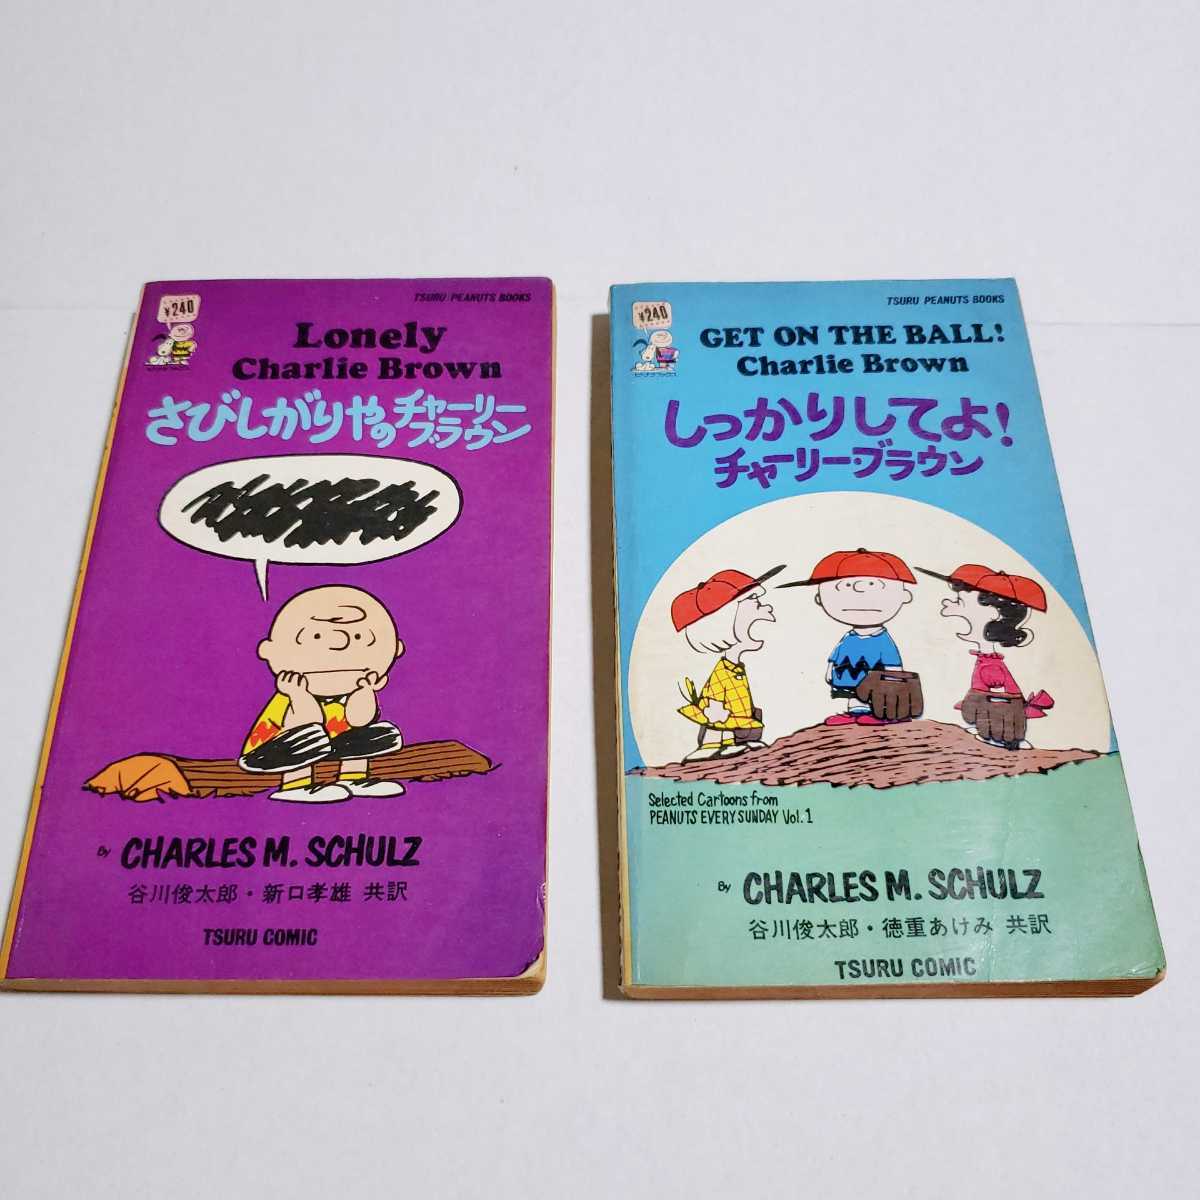 TSURU PEANUTS BOOKS
¥240
Lonely
Charlie Brown
さびしがりやのチャーリー
ブラウン
By CHARLES M. SCHULZ
谷川俊太郎・新口孝雄 共訳
TSURU COMIC
TSURU PEANUTS BOOKS
¥240
GET ON THE BALL!
Charlie Brown
しっかりしてよ!
チャーリー・ブラウン
Selected Cartoons from
PEANUTS EVERY SUNDAY Vol.1
By CHARLES M. SCHULZ
谷川俊太郎・徳重あけみ 共訳
TSURU COMIC